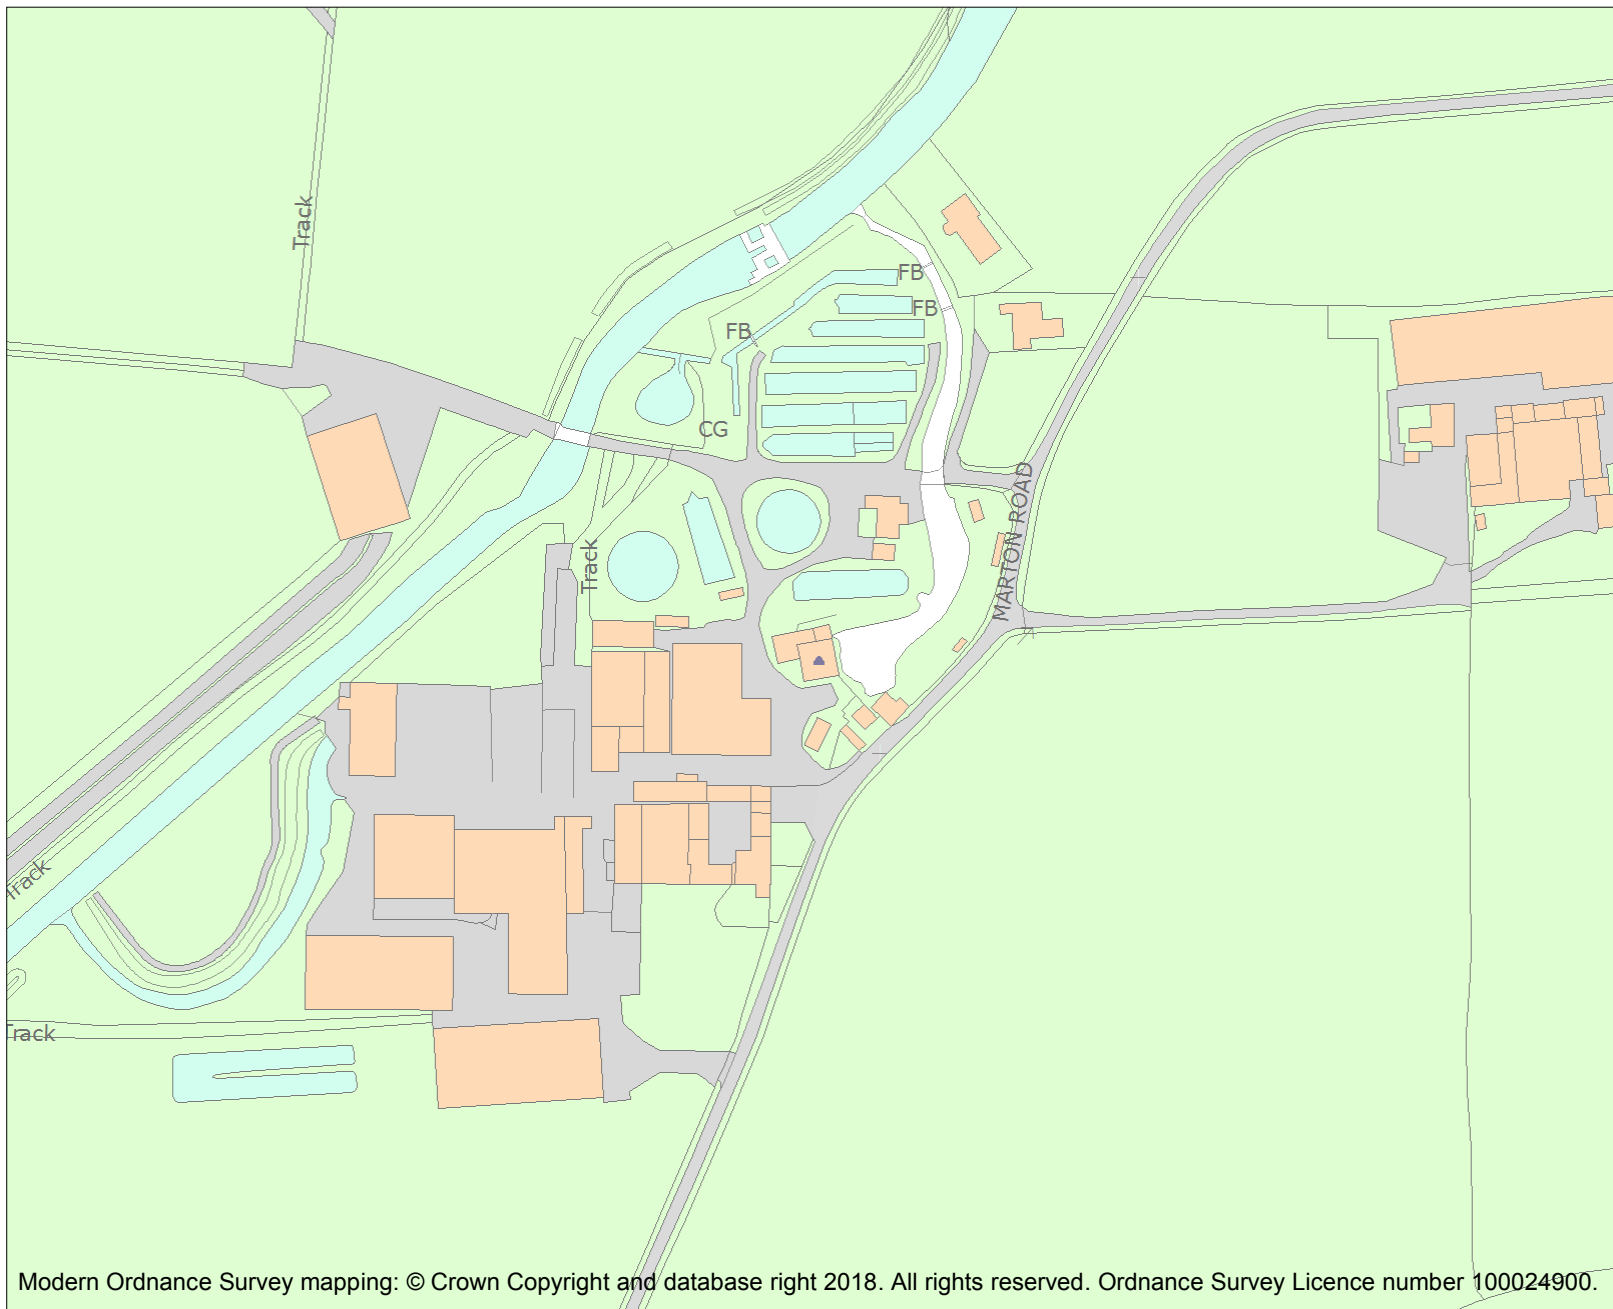 Track
FB
FB
FB
CG
MARTON ROAD
Track
Track
Track
Modern Ordnance Survey mapping: © Crown Copyright and database right 2018. All rights reserved. Ordnance Survey Licence number 100024900.